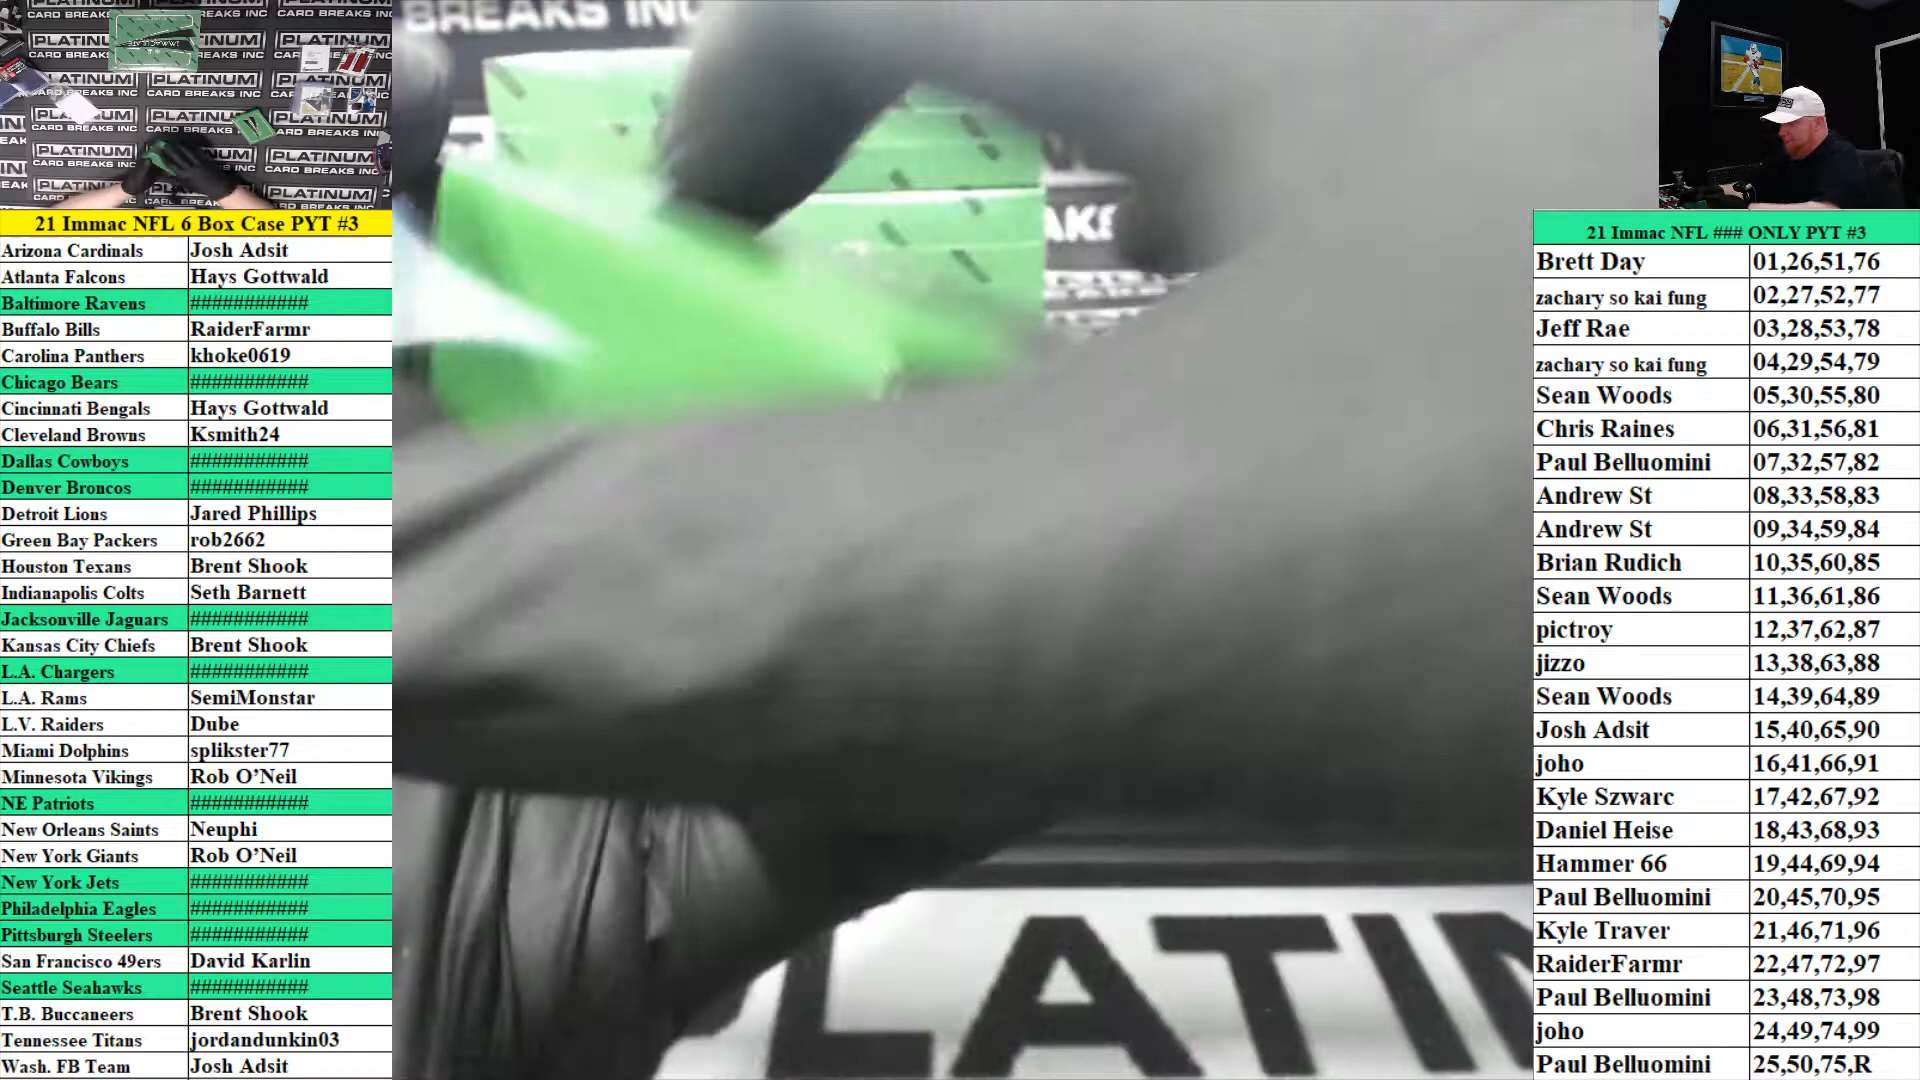 BREAKS INC
PLATINUM
CARD BREAKS INC
21 Immac NFL 6 Box Case PYT #3
Arizona Cardinals Josh Adsit
Atlanta Falcons Hays Gottwald
Baltimore Ravens ###########
Buffalo Bills RaiderFarmr
Carolina Panthers khoke0619
Chicago Bears ###########
Cincinnati Bengals Hays Gottwald
Cleveland Browns Ksmith24
Dallas Cowboys ###########
Denver Broncos ###########
Detroit Lions Jared Phillips
Green Bay Packers rob2662
Houston Texans Brent Shook
Indianapolis Colts Seth Barnett
Jacksonville Jaguars ###########
Kansas City Chiefs Brent Shook
L.A. Chargers ###########
L.A. Rams SemiMonstar
L.V. Raiders Dube
Miami Dolphins splikster77
Minnesota Vikings Rob O’Neil
NE Patriots ###########
New Orleans Saints Neuphi
New York Giants Rob O’Neil
New York Jets ###########
Philadelphia Eagles ###########
Pittsburgh Steelers ###########
San Francisco 49ers David Karlin
Seattle Seahawks ###########
T.B. Buccaneers Brent Shook
Tennessee Titans jordandunkin03
Wash. FB Team Josh Adsit
LATIN
21 Immac NFL ### ONLY PYT #3
Brett Day 01,26,51,76
zachary so kai fung 02,27,52,77
Jeff Rae 03,28,53,78
zachary so kai fung 04,29,54,79
Sean Woods 05,30,55,80
Chris Raines 06,31,56,81
Paul Belluomini 07,32,57,82
Andrew St 08,33,58,83
Andrew St 09,34,59,84
Brian Rudich 10,35,60,85
Sean Woods 11,36,61,86
pictroy 12,37,62,87
jizzo 13,38,63,88
Sean Woods 14,39,64,89
Josh Adsit 15,40,65,90
joho 16,41,66,91
Kyle Szwarc 17,42,67,92
Daniel Heise 18,43,68,93
Hammer 66 19,44,69,94
Paul Belluomini 20,45,70,95
Kyle Traver 21,46,71,96
RaiderFarmr 22,47,72,97
Paul Belluomini 23,48,73,98
joho 24,49,74,99
Paul Belluomini 25,50,75,R